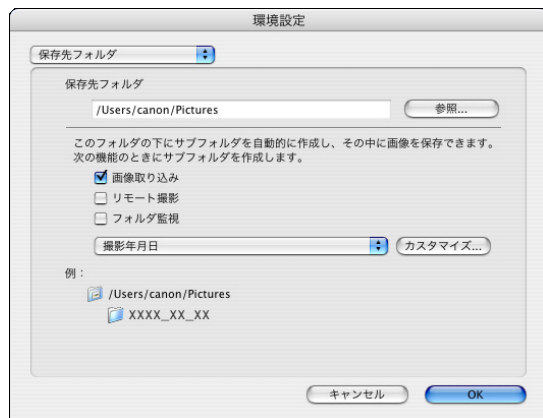 環境設定
保存先フォルダ
保存先フォルダ
/Users/canon/Pictures
参照...
このフォルダの下にサブフォルダを自動的に作成し、その中に画像を保存できます。
次の機能のときにサブフォルダを作成します。
画像取り込み
リモート撮影
フォルダ監視
撮影年月日
カスタマイズ...
例：
/Users/canon/Pictures
XXXX_XX_XX
キャンセル
OK